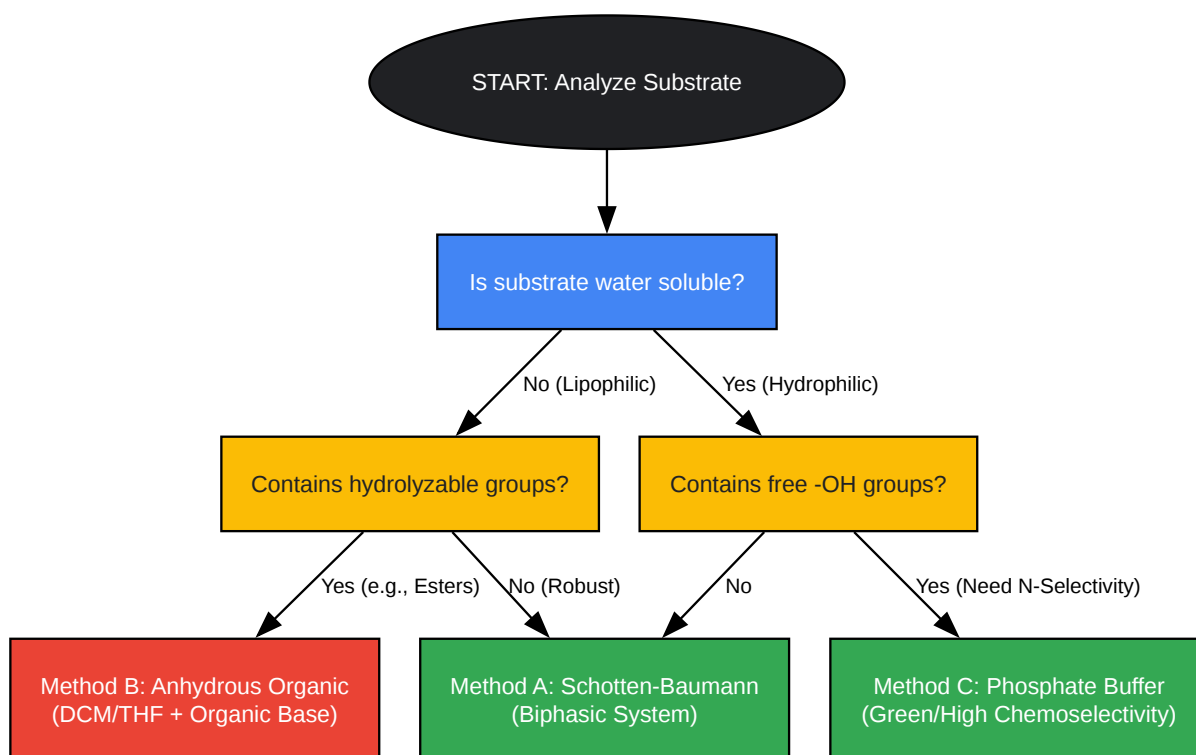 START: Analyze Substrate
Is substrate water soluble?
No (Lipophilic)
Yes (Hydrophilic)
Contains hydrolyzable groups?
Contains free -OH groups?
Yes (e.g., Esters)
No (Robust)
No
Yes (Need N-Selectivity)
Method B: Anhydrous Organic
(DCM/THF + Organic Base)
Method A: Schotten-Baumann
(Biphasic System)
Method C: Phosphate Buffer
(Green/High Chemoselectivity)